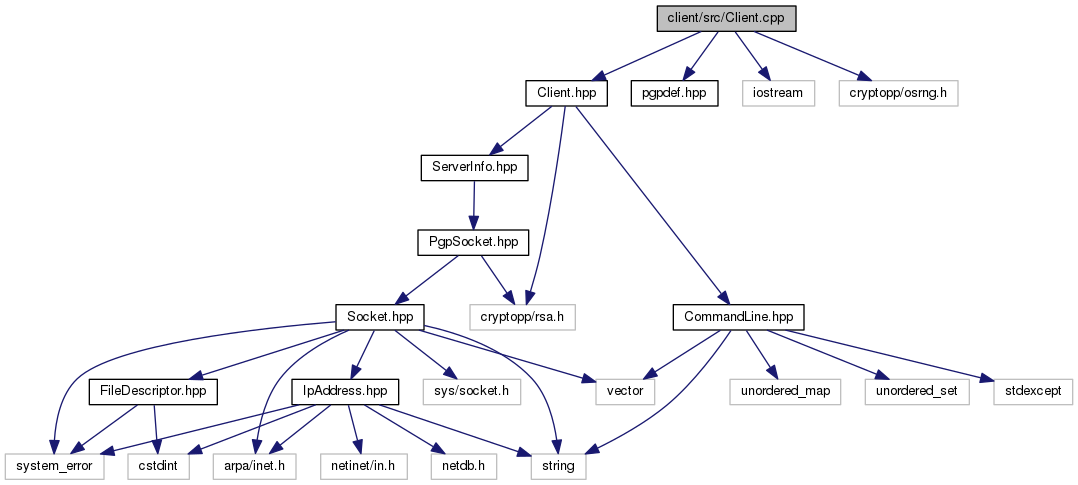 client/src/Client.cpp
Client.hpp
pgpdef.hpp
iostream
cryptopp/osrng.h
ServerInfo.hpp
PgpSocket.hpp
Socket.hpp
cryptopp/rsa.h
CommandLine.hpp
FileDescriptor.hpp
IpAddress.hpp
sys/socket.h
vector
unordered_map
unordered_set
stdexcept
system_error
cstdint
arpa/inet.h
netinet/in.h
netdb.h
string